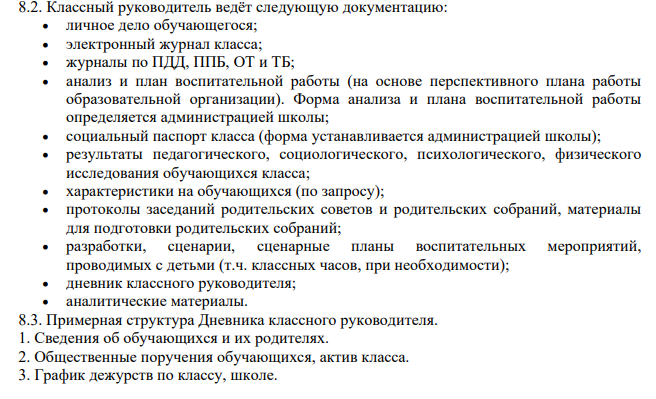 8.2. Классный руководитель ведёт следующую документацию:
• личное дело обучающегося;
• электронный журнал класса;
• журналы по ПДД, ППБ, ОТ и ТБ;
• анализ и план воспитательной работы (на основе перспективного плана работы
образовательной организации). Форма анализа и плана воспитательной работы
определяется администрацией школы;
• социальный паспорт класса (форма устанавливается администрацией школы);
• результаты педагогического, социологического, психологического, физического
исследования обучающихся класса;
• характеристики на обучающихся (по запросу);
• протоколы заседаний родительских советов и родительских собраний, материалы
для подготовки родительских собраний;
• разработки, сценарии, сценарные планы воспитательных мероприятий,
проводимых с детьми (т.ч. классных часов, при необходимости);
• дневник классного руководителя;
• аналитические материалы.
8.3. Примерная структура Дневника классного руководителя.
1. Сведения об обучающихся и их родителях.
2. Общественные поручения обучающихся, актив класса.
3. График дежурств по классу, школе.